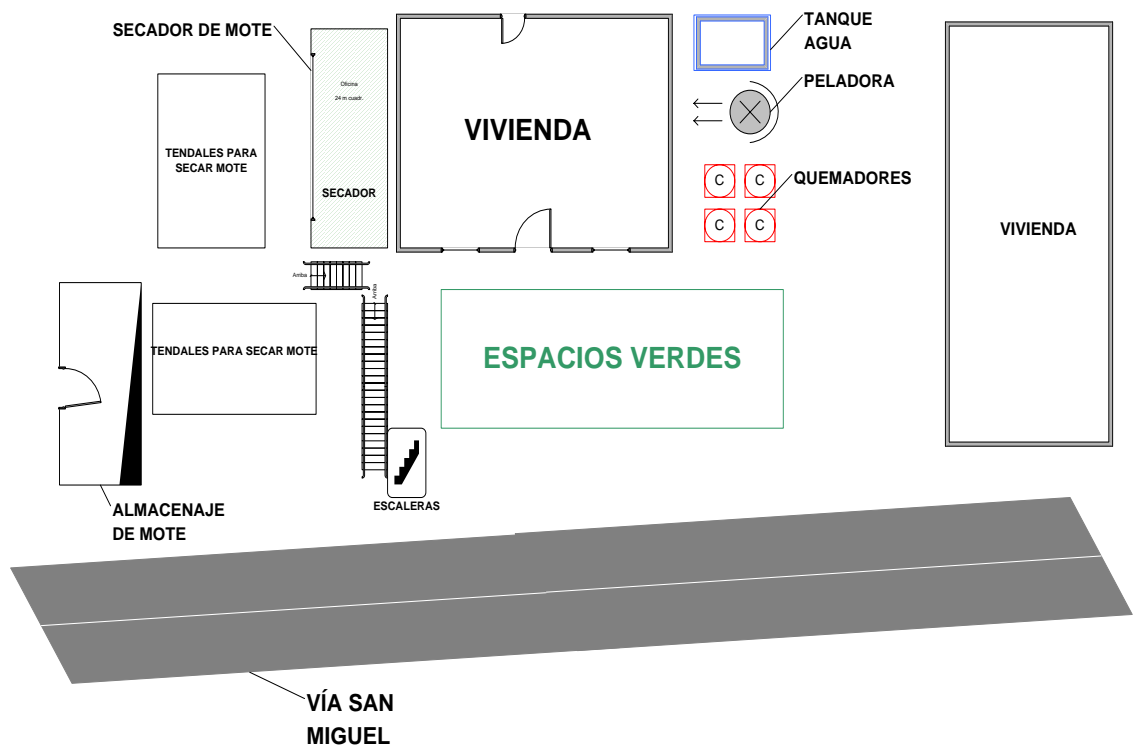 SECADOR DE MOTE
TANQUE
AGUA
PELADORA
Oficina
24 m cuadr.
VIVIENDA
TENDALES PARA
SECAR MOTE
SECADOR
C
C
QUEMADORES
C
C
VIVIENDA
Arriba
Arriba
TENDALES PARA SECAR MOTE
ESPACIOS VERDES
ESCALERAS
ALMACENAJE
DE MOTE
VÍA SAN
MIGUEL